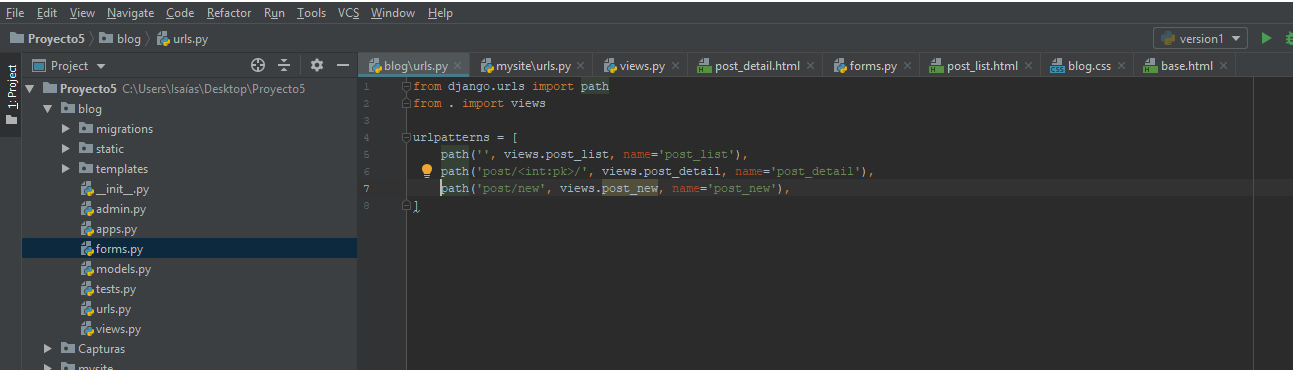 File Edit View Navigate Code Refactor Run Tools VCS Window Help
Proyecto5 blog urls.py version1
1: Project
Project
blog\urls.py mysite\urls.py views.py post_detail.html forms.py post_list.html blog.css base.html
Proyecto5 C:\Users\Isaías\Desktop\Proyecto5
blog
migrations
static
templates
__init__.py
admin.py
apps.py
forms.py
models.py
tests.py
urls.py
views.py
Capturas
mysite
1 from django.urls import path
2 from . import views
3
4 urlpatterns = [
5 path('', views.post_list, name='post_list'),
6 path('post/<int:pk>/', views.post_detail, name='post_detail'),
7 path('post/new', views.post_new, name='post_new'),
8 ]